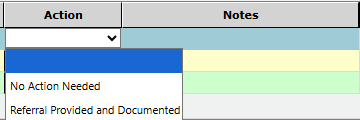 Action Notes
No Action Needed
Referral Provided and Documented